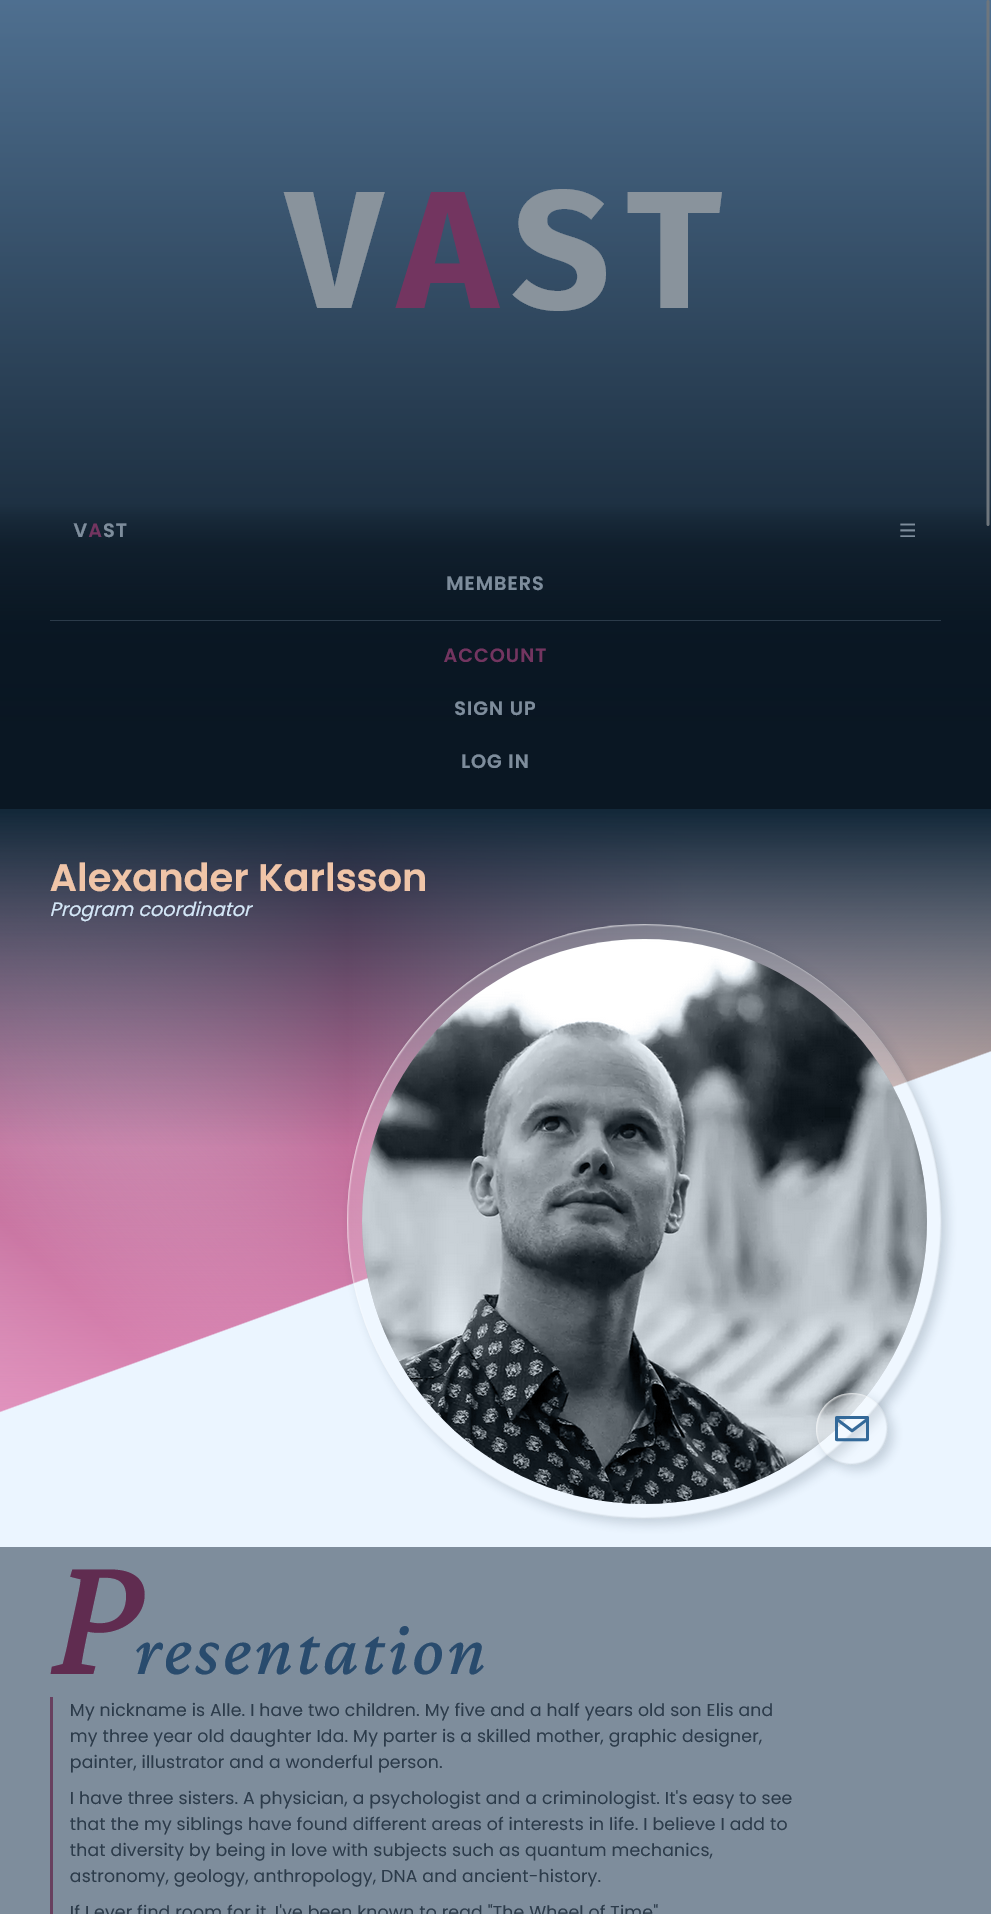 VAST
VAST
MEMBERS
ACCOUNT
SIGN UP
LOG IN
Alexander Karlsson
Program coordinator
Presentation
My nickname is Alle. I have two children. My five and a half years old son Elis and
my three year old daughter Ida. My parter is a skilled mother, graphic designer,
painter, illustrator and a wonderful person.
I have three sisters. A physician, a psychologist and a criminologist. It's easy to see
that the my siblings have found different areas of interests in life. I believe I add to
that diversity by being in love with subjects such as quantum mechanics,
astronomy, geology, anthropology, DNA and ancient-history.
If I ever find room for it, I've been known to read "The Wheel of Time"